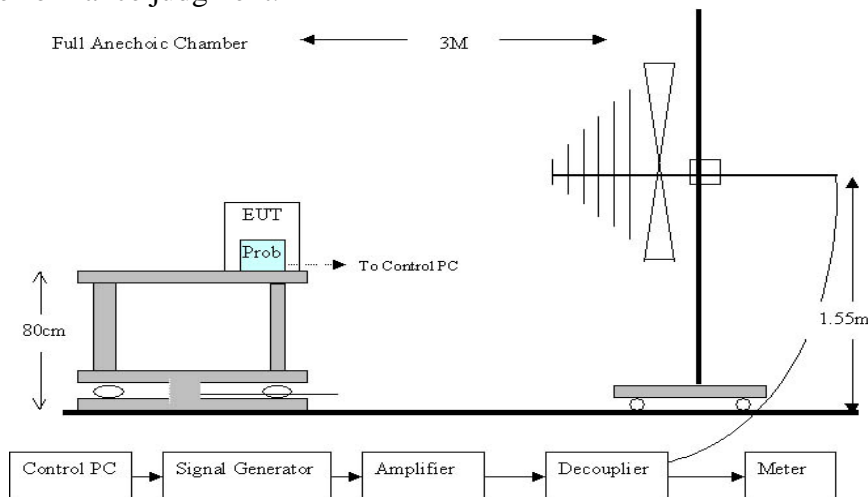 Full Anechoic Chamber
3M
EUT
Prob
To Control PC
80cm
1.55m
Control PC
Signal Generator
Amplifier
Decouplier
Meter